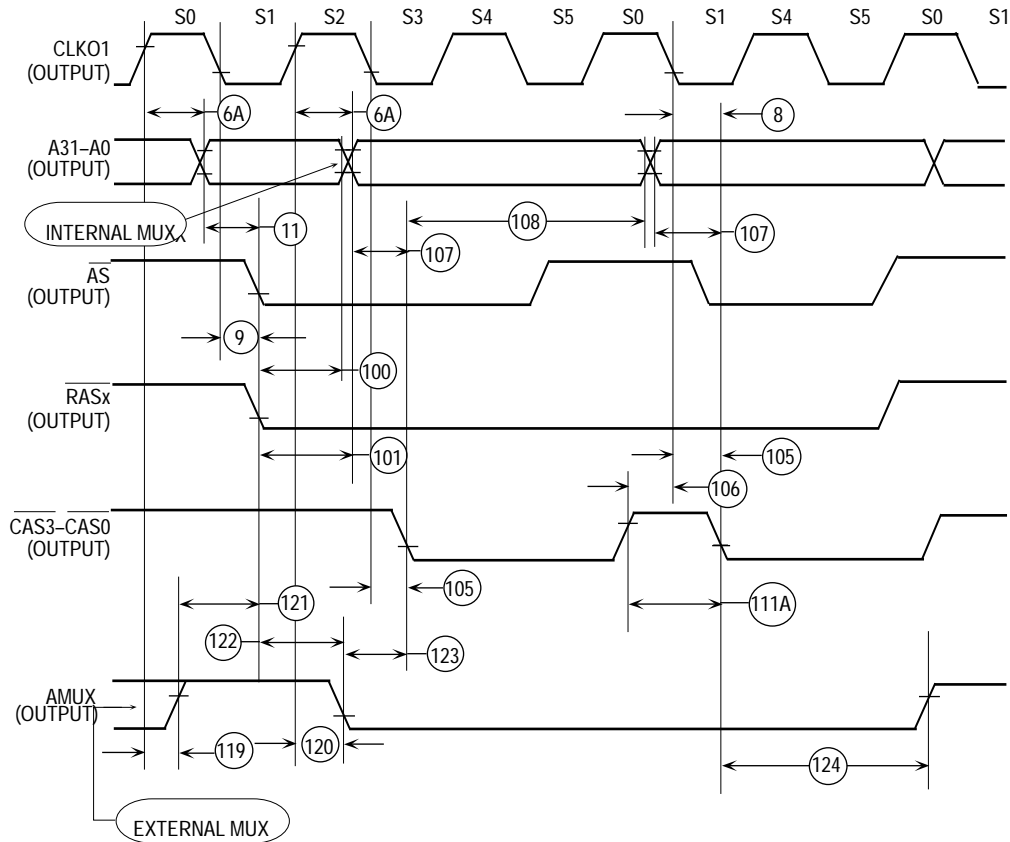 S0 S1 S2 S3 S4 S5 S0 S1 S4 S5 S0 S1
CLKO1
(OUTPUT)
6A 6A 8
A31–A0
(OUTPUT)
INTERNAL MUX
11 108 107 107
AS
(OUTPUT)
9
100
RASx
(OUTPUT)
101 105
106
CAS3–CAS0
(OUTPUT)
105
121 111A
122 123
AMUX
(OUTPUT)
119 120 124
EXTERNAL MUX